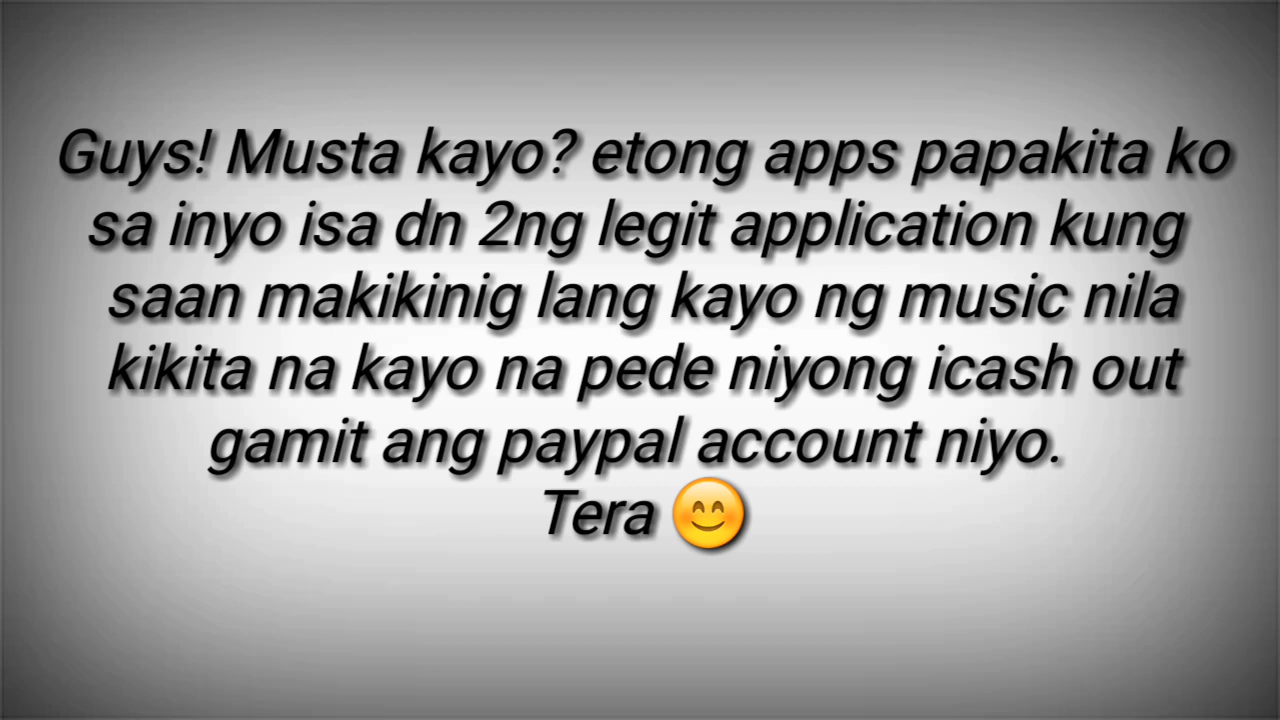 Guys! Musta kayo? etong apps papakita ko
sa inyo isa dn 2ng legit application kung
saan makikinig lang kayo ng music nila
kikita na kayo na pede niyong icash out
gamit ang paypal account niyo.
Tera 😊